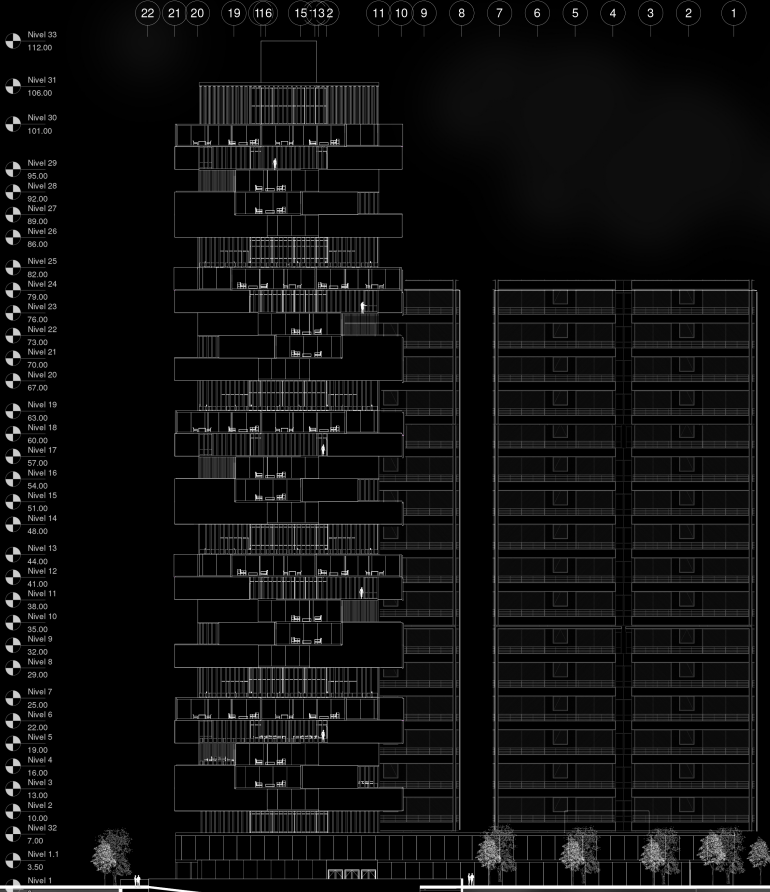 22 21 20 19 15 11 10 9 8 7 6 5 4 3 2 1
Nivel 33
112.00
Nivel 31
106.00
Nivel 30
101.00
Nivel 29
95.00
Nivel 28
92.00
Nivel 27
89.00
Nivel 26
86.00
Nivel 25
82.00
Nivel 24
79.00
Nivel 23
76.00
Nivel 22
73.00
Nivel 21
70.00
Nivel 20
67.00
Nivel 19
63.00
Nivel 18
60.00
Nivel 17
57.00
Nivel 16
54.00
Nivel 15
51.00
Nivel 14
48.00
Nivel 13
44.00
Nivel 12
41.00
Nivel 11
38.00
Nivel 10
35.00
Nivel 9
32.00
Nivel 8
29.00
Nivel 7
25.00
Nivel 6
22.00
Nivel 5
19.00
Nivel 4
16.00
Nivel 3
13.00
Nivel 2
10.00
Nivel 32
7.00
Nivel 1.1
3.50
Nivel 1